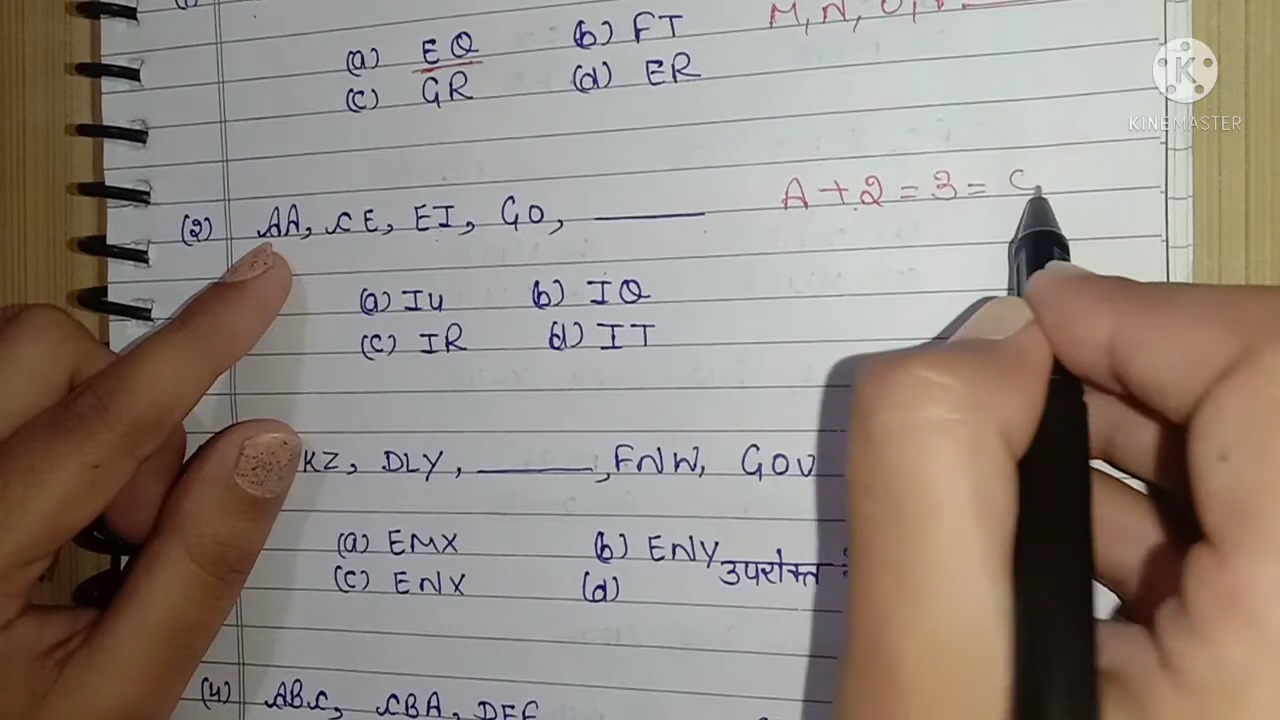 M, N, O,
(a) EQ (b) FT
(c) GR (d) ER
KINEMASTER
A + 2 = 3 = C
(2) AA, CE, EI, GO, ______
(a) IU (b) IQ
(c) IR (d) IT
KZ, DLY, ______, FNW, GOV
(a) EMX (b) ENY
(c) ENX (d) उपरोक्त
(4) ABC, CBA, DEF